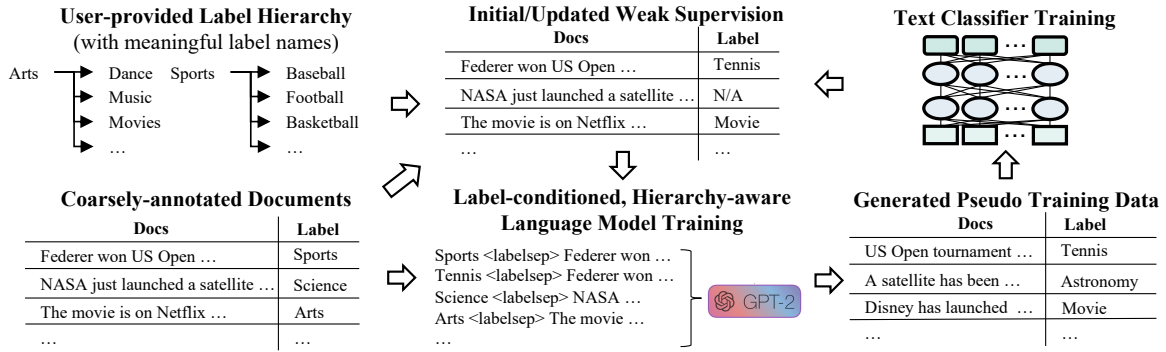 User-provided Label Hierarchy
(with meaningful label names)
Arts Dance Sports Baseball
Music Football
Movies Basketball
… …
Initial/Updated Weak Supervision
Docs Label
Federer won US Open … Tennis
NASA just launched a satellite … N/A
The movie is on Netflix … Movie
… …
Text Classifier Training
…
…
…
…
Coarsely-annotated Documents
Docs Label
Federer won US Open … Sports
NASA just launched a satellite … Science
The movie is on Netflix … Arts
… …
Label-conditioned, Hierarchy-aware
Language Model Training
Sports <labelsep> Federer won …
Tennis <labelsep> Federer won …
Science <labelsep> NASA …
Arts <labelsep> The movie …
…
GPT-2
Generated Pseudo Training Data
Docs Label
US Open tournament … Tennis
A satellite has been … Astronomy
Disney has launched … Movie
… …